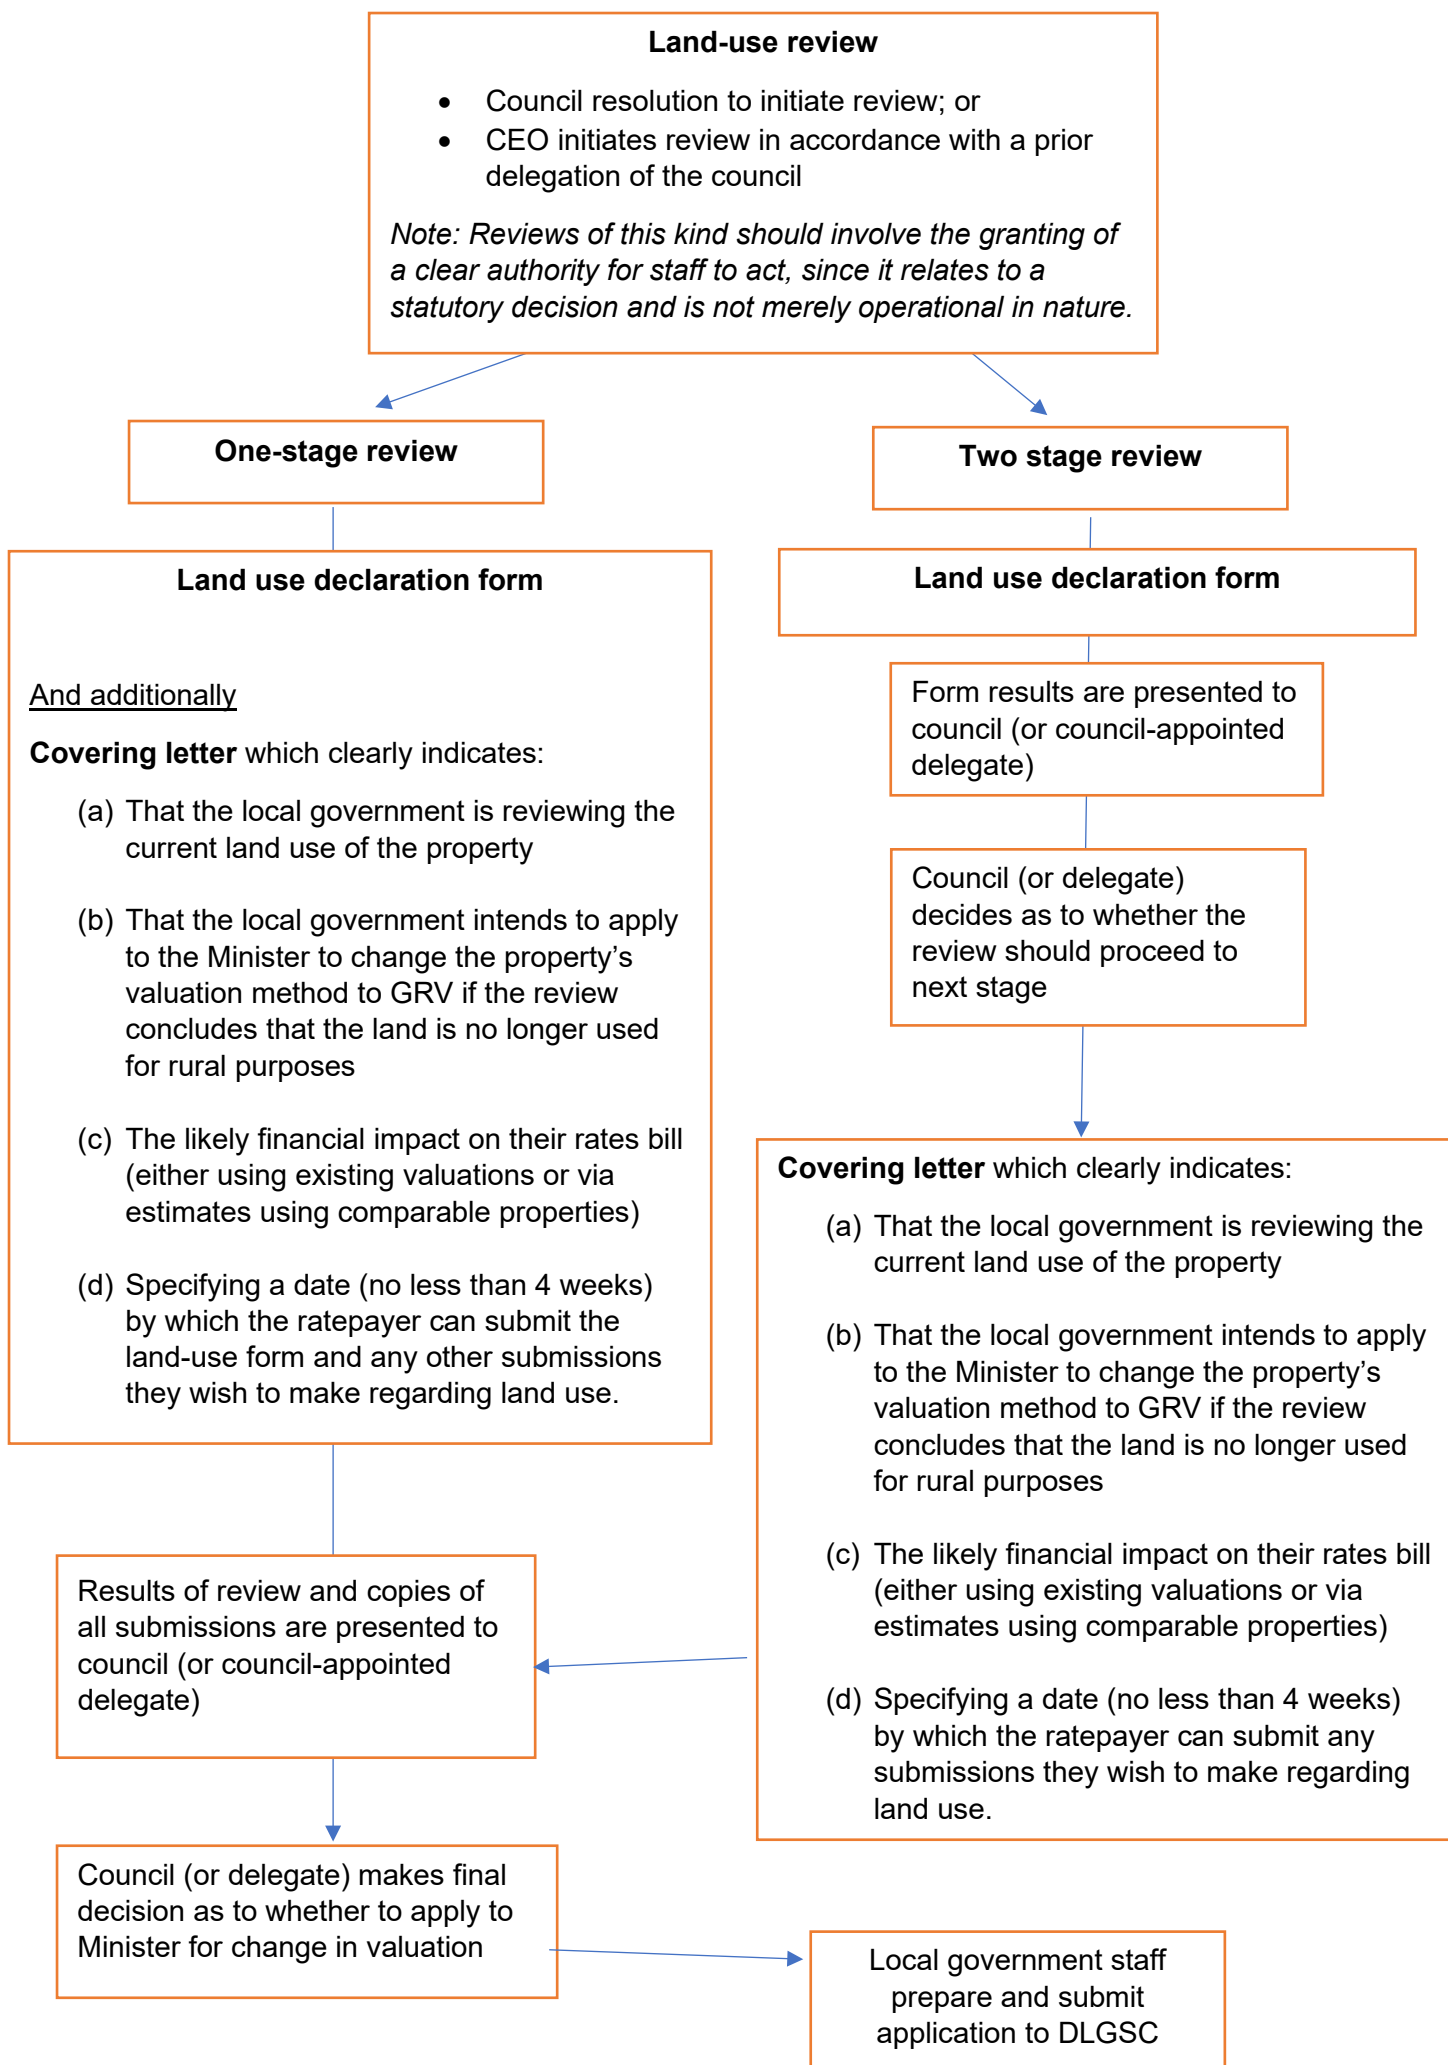 Land-use review
• Council resolution to initiate review; or
• CEO initiates review in accordance with a prior
delegation of the council
Note: Reviews of this kind should involve the granting of
a clear authority for staff to act, since it relates to a
statutory decision and is not merely operational in nature.
One-stage review
Land use declaration form
And additionally
Covering letter which clearly indicates:
(a) That the local government is reviewing the
current land use of the property
(b) That the local government intends to apply
to the Minister to change the property’s
valuation method to GRV if the review
concludes that the land is no longer used
for rural purposes
(c) The likely financial impact on their rates bill
(either using existing valuations or via
estimates using comparable properties)
(d) Specifying a date (no less than 4 weeks)
by which the ratepayer can submit the
land-use form and any other submissions
they wish to make regarding land use.
Two stage review
Land use declaration form
Form results are presented to
council (or council-appointed
delegate)
Council (or delegate)
decides as to whether the
review should proceed to
next stage
Covering letter which clearly indicates:
(a) That the local government is reviewing the
current land use of the property
(b) That the local government intends to apply
to the Minister to change the property’s
valuation method to GRV if the review
concludes that the land is no longer used
for rural purposes
(c) The likely financial impact on their rates bill
(either using existing valuations or via
estimates using comparable properties)
(d) Specifying a date (no less than 4 weeks)
by which the ratepayer can submit any
submissions they wish to make regarding
land use.
Results of review and copies of
all submissions are presented to
council (or council-appointed
delegate)
Council (or delegate) makes final
decision as to whether to apply to
Minister for change in valuation
Local government staff
prepare and submit
application to DLGSC